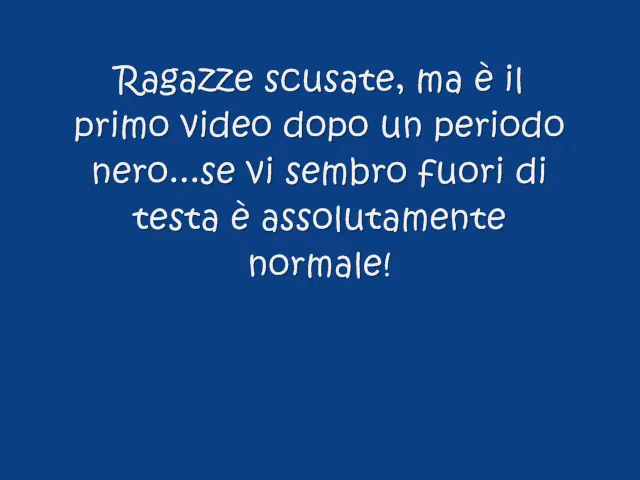 Ragazze scusate, ma è il
primo video dopo un periodo
nero...se vi sembro fuori di
testa è assolutamente
normale!